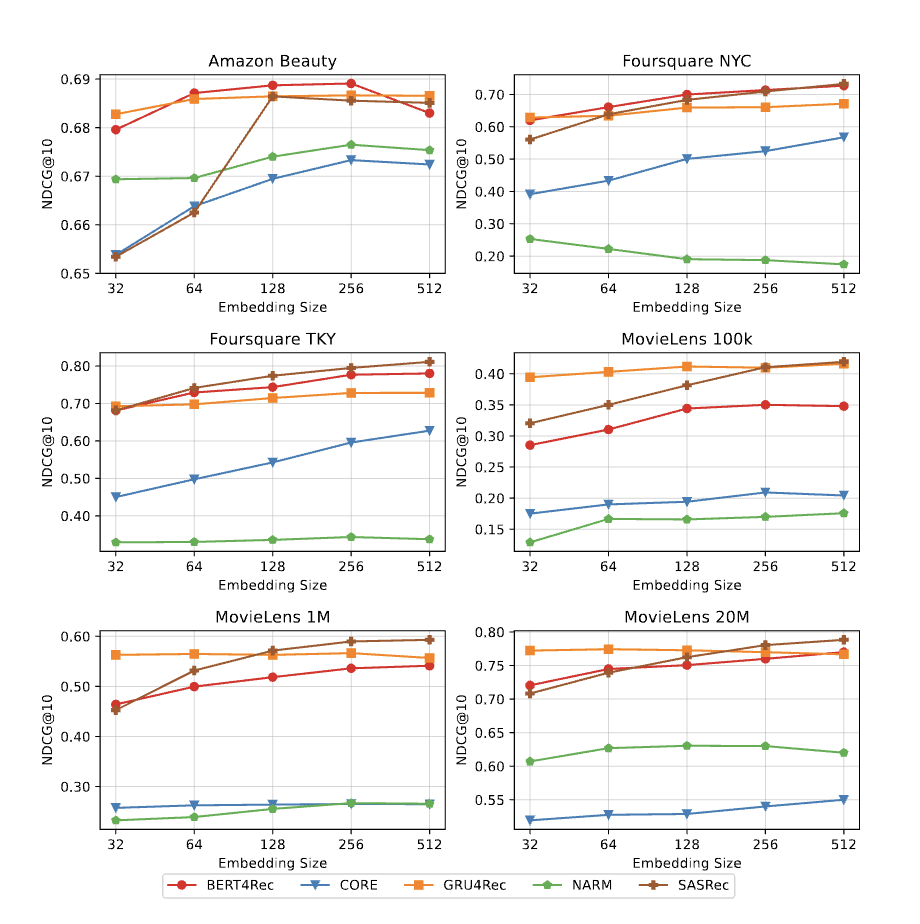 Amazon Beauty
0.69
0.68
0.67
0.66
0.65
NDCG@10
32 64 128 256 512
Embedding Size
Foursquare NYC
0.70
0.60
0.50
0.40
0.30
0.20
NDCG@10
32 64 128 256 512
Embedding Size
Foursquare TKY
0.80
0.70
0.60
0.50
0.40
NDCG@10
32 64 128 256 512
Embedding Size
MovieLens 100k
0.40
0.35
0.30
0.25
0.20
0.15
NDCG@10
32 64 128 256 512
Embedding Size
MovieLens 1M
0.60
0.50
0.40
0.30
NDCG@10
32 64 128 256 512
Embedding Size
MovieLens 20M
0.80
0.75
0.70
0.65
0.60
0.55
NDCG@10
32 64 128 256 512
Embedding Size
BERT4Rec CORE GRU4Rec NARM SASRec